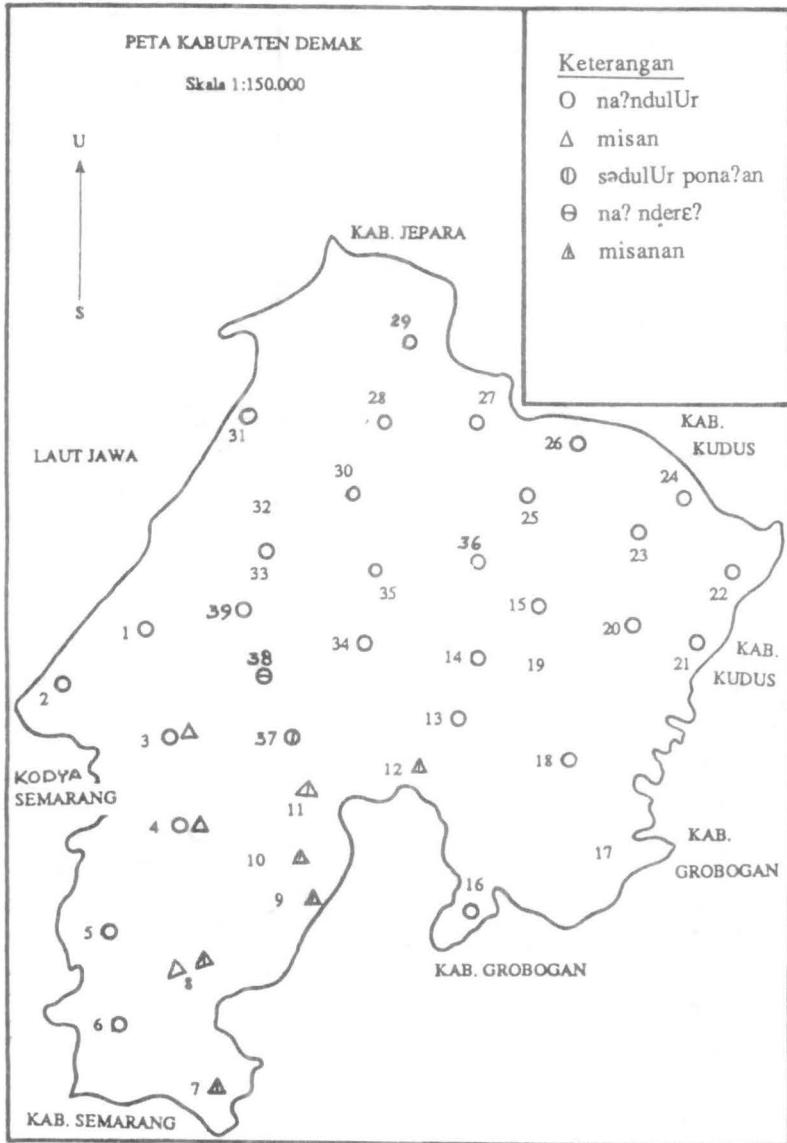 PETA KABUPATEN DEMAK
Skala 1:150.000
Keterangan
na?ndulUr
misan
sədulUr pona?an
na? nḍerɛ?
misanan
U
S
KAB. JEPARA
29
28
27
31
26
KAB.
KUDUS
LAUT JAWA
30
24
32
25
36
23
33
35
22
39
15
1
20
34
14
19
21
KAB.
KUDUS
38
2
13
3
37
18
12
KODYA
SEMARANG
11
4
17
KAB.
GROBOGAN
10
9
16
5
KAB. GROBOGAN
8
6
7
KAB. SEMARANG